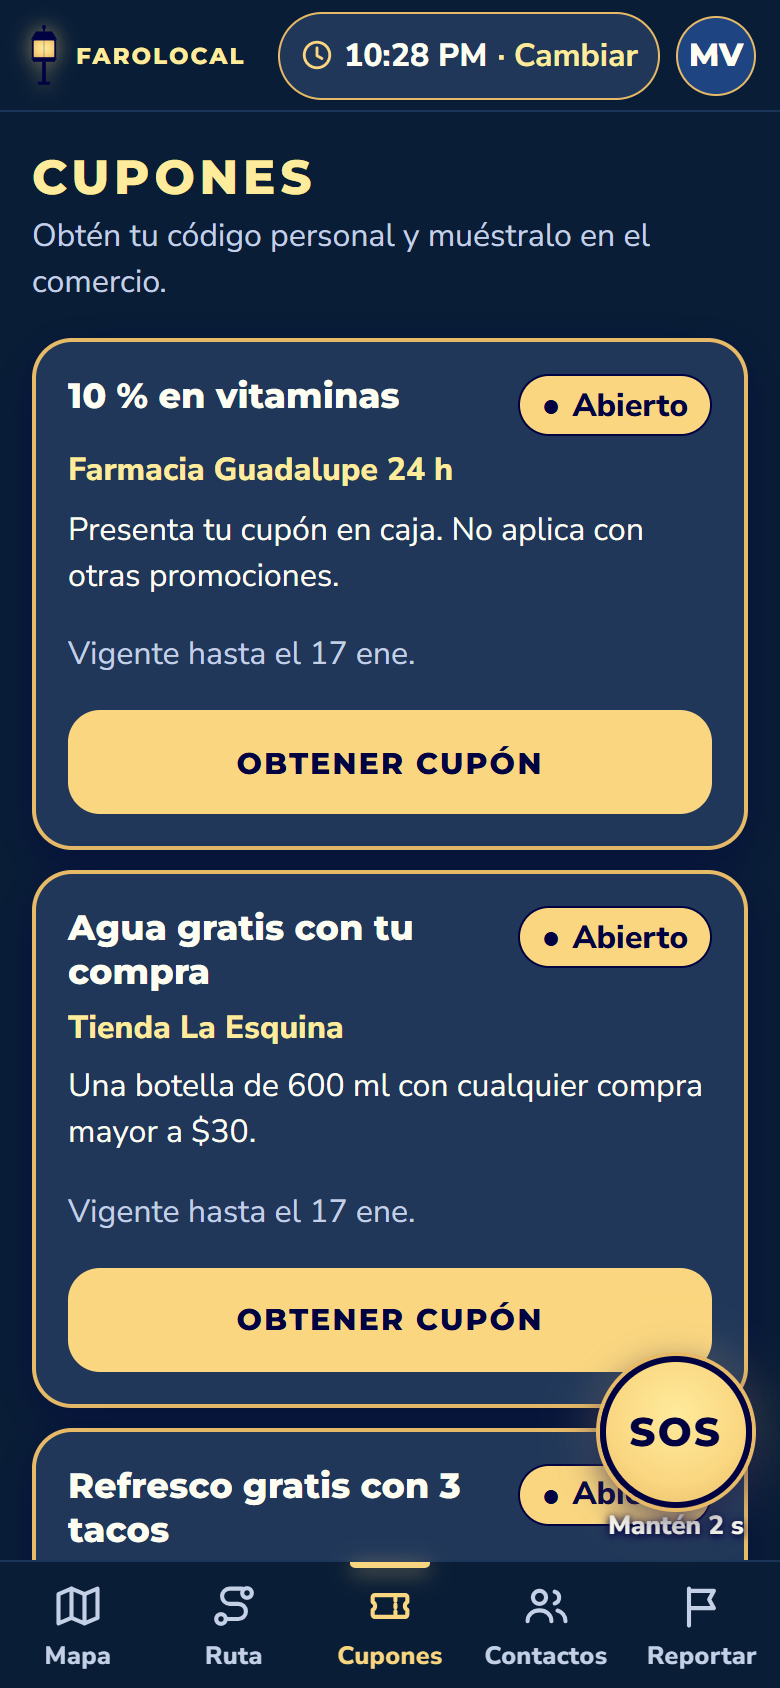 FAROLOCAL
10:28 PM · Cambiar
MV
CUPONES
Obtén tu código personal y muéstralo en el
comercio.
10 % en vitaminas
Abierto
Farmacia Guadalupe 24 h
Presenta tu cupón en caja. No aplica con
otras promociones.
Vigente hasta el 17 ene.
OBTENER CUPÓN
Agua gratis con tu
compra
Abierto
Tienda La Esquina
Una botella de 600 ml con cualquier compra
mayor a $30.
Vigente hasta el 17 ene.
OBTENER CUPÓN
SOS
Mantén 2 s
Refresco gratis con 3
tacos
Mapa
Ruta
Cupones
Contactos
Reportar